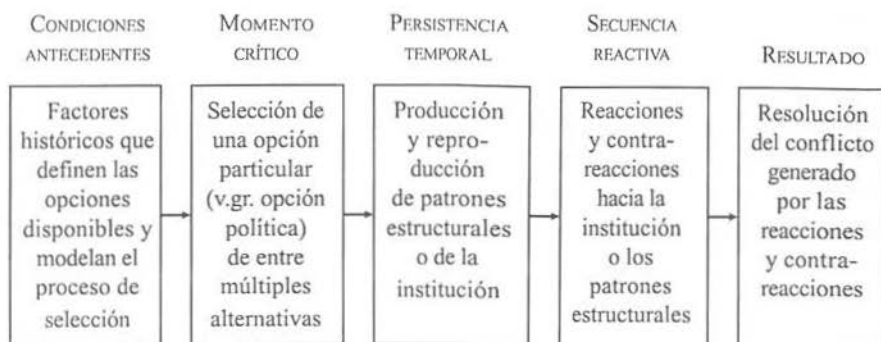 CONDICIONES
ANTECEDENTES
Factores
históricos que
definen las
opciones
disponibles y
modelan el
proceso de
selección
MOMENTO
CRÍTICO
Selección de
una opción
particular
(v.gr. opción
política)
de entre
múltiples
alternativas
PERSISTENCIA
TEMPORAL
Producción
y repro-
ducción
de patrones
estructurales
o de la
institución
SECUENCIA
REACTIVA
Reacciones
y contra-
reacciones
hacia la
institución
o los
patrones
estructurales
RESULTADO
Resolución
del conflicto
generado
por las
reacciones
y contra-
reacciones